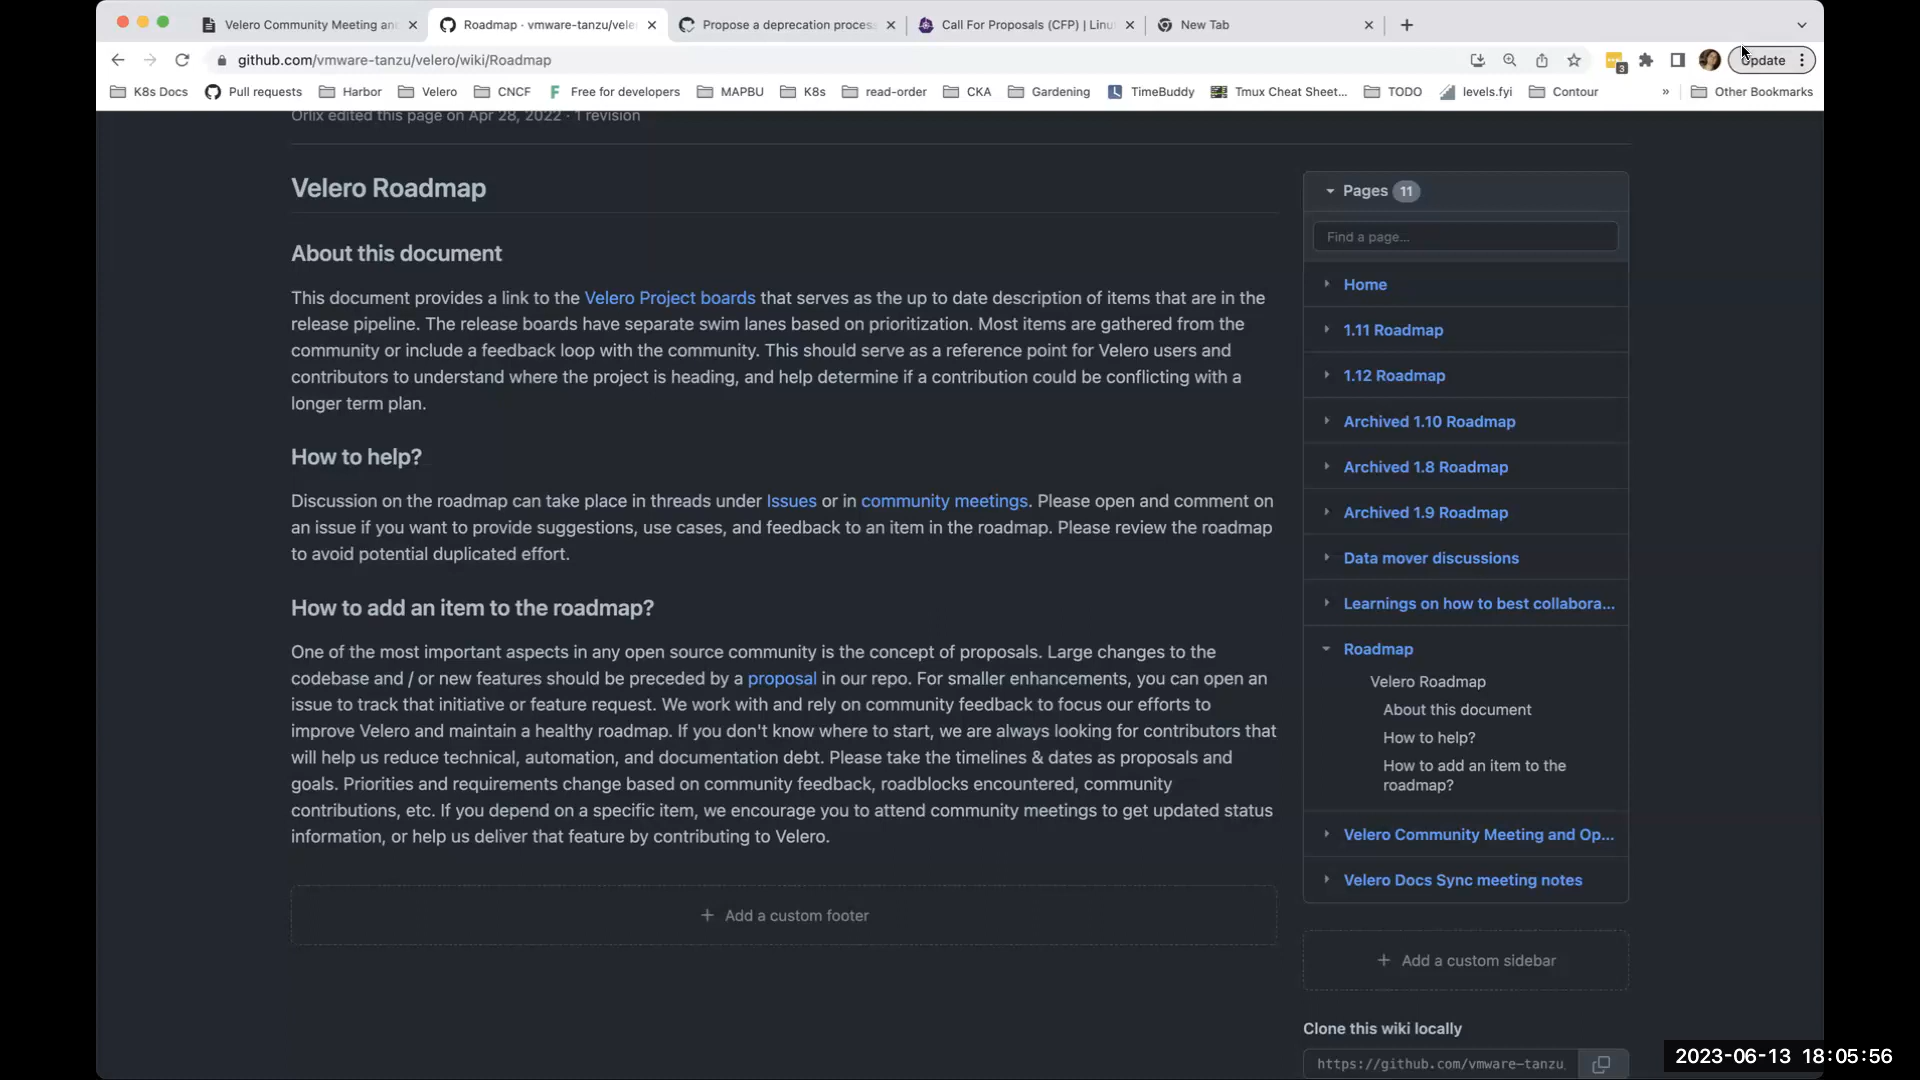 Velero Community Meeting an
Roadmap · vmware-tanzu/vele
Propose a deprecation process
Call For Proposals (CFP) | Linu
New Tab
github.com/vmware-tanzu/velero/wiki/Roadmap
3
Update
K8s Docs
Pull requests
Harbor
Velero
CNCF
Free for developers
MAPBU
K8s
read-order
CKA
Gardening
TimeBuddy
Tmux Cheat Sheet...
TODO
levels.fyi
Contour
»
Other Bookmarks
Orlix edited this page on Apr 28, 2022 · 1 revision
Velero Roadmap
About this document
This document provides a link to the Velero Project boards that serves as the up to date description of items that are in the
release pipeline. The release boards have separate swim lanes based on prioritization. Most items are gathered from the
community or include a feedback loop with the community. This should serve as a reference point for Velero users and
contributors to understand where the project is heading, and help determine if a contribution could be conflicting with a
longer term plan.
How to help?
Discussion on the roadmap can take place in threads under Issues or in community meetings. Please open and comment on
an issue if you want to provide suggestions, use cases, and feedback to an item in the roadmap. Please review the roadmap
to avoid potential duplicated effort.
How to add an item to the roadmap?
One of the most important aspects in any open source community is the concept of proposals. Large changes to the
codebase and / or new features should be preceded by a proposal in our repo. For smaller enhancements, you can open an
issue to track that initiative or feature request. We work with and rely on community feedback to focus our efforts to
improve Velero and maintain a healthy roadmap. If you don't know where to start, we are always looking for contributors that
will help us reduce technical, automation, and documentation debt. Please take the timelines & dates as proposals and
goals. Priorities and requirements change based on community feedback, roadblocks encountered, community
contributions, etc. If you depend on a specific item, we encourage you to attend community meetings to get updated status
information, or help us deliver that feature by contributing to Velero.
+ Add a custom footer
Pages 11
Find a page...
Home
1.11 Roadmap
1.12 Roadmap
Archived 1.10 Roadmap
Archived 1.8 Roadmap
Archived 1.9 Roadmap
Data mover discussions
Learnings on how to best collabora...
Roadmap
Velero Roadmap
About this document
How to help?
How to add an item to the
roadmap?
Velero Community Meeting and Op...
Velero Docs Sync meeting notes
+ Add a custom sidebar
Clone this wiki locally
https://github.com/vmware-tanzu
2023-06-13 18:05:56